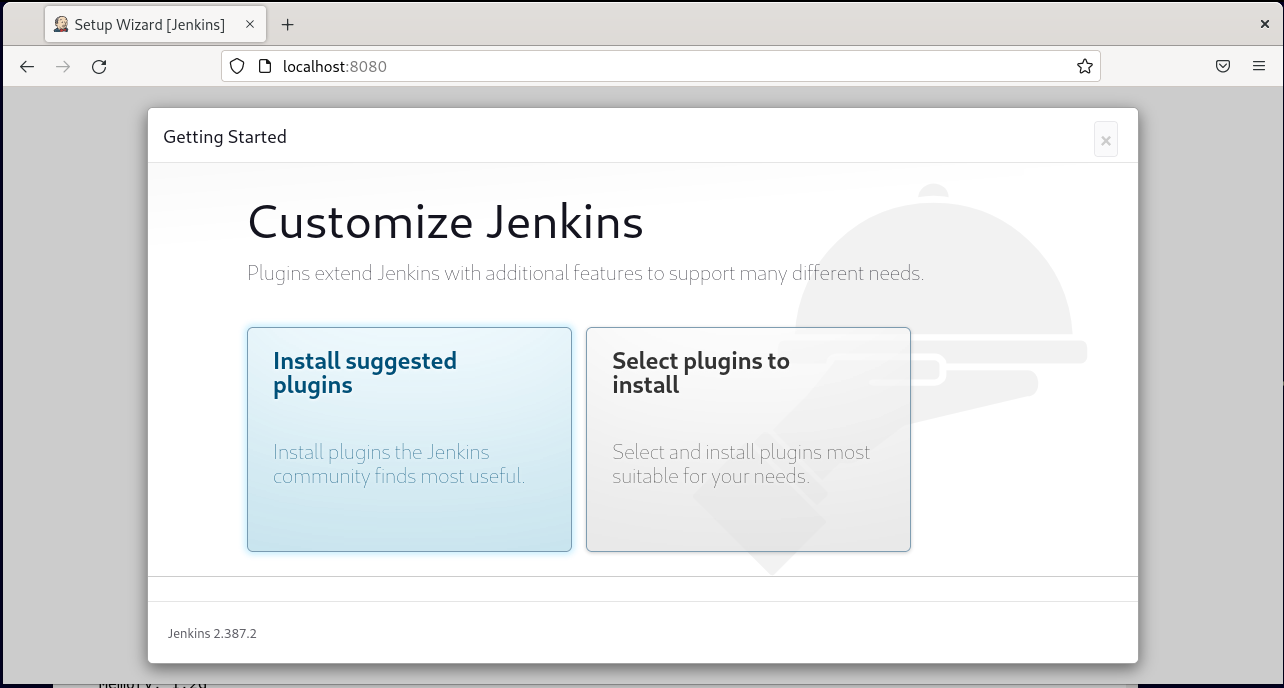 Setup Wizard [Jenkins]
localhost:8080
Getting Started
Customize Jenkins
Plugins extend Jenkins with additional features to support many different needs.
Install suggested
plugins
Install plugins the Jenkins
community finds most useful.
Select plugins to
install
Select and install plugins most
suitable for your needs.
Jenkins 2.387.2